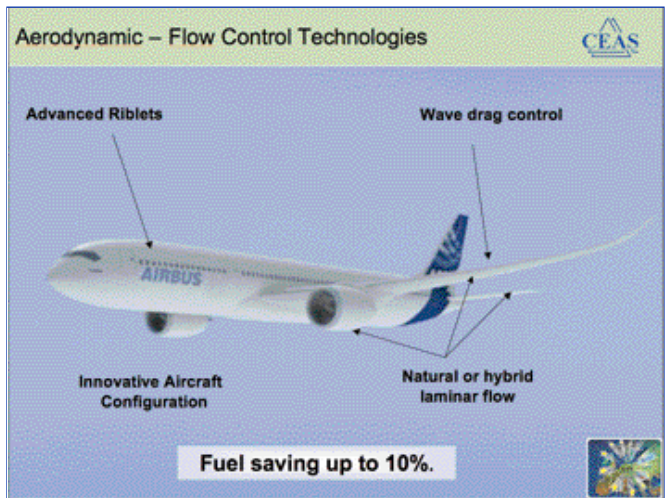 Aerodynamic – Flow Control Technologies
CEAS
Advanced Riblets
Wave drag control
AIRBUS
Innovative Aircraft
Configuration
Natural or hybrid
laminar flow
Fuel saving up to 10%.